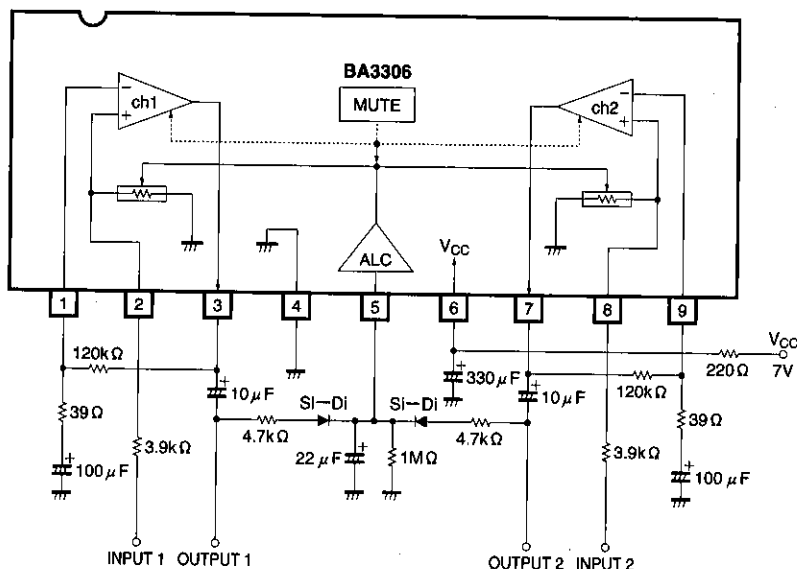 BA3306
MUTE
ch1
ch2
−
+
−
+
ALC
VCC
1
2
3
4
5
6
7
8
9
VCC
7V
220Ω
120kΩ
+
10μF
39Ω
+
100μF
3.9kΩ
Si−Di
4.7kΩ
22μF
+
1MΩ
Si−Di
4.7kΩ
+
330μF
+
10μF
120kΩ
39Ω
3.9kΩ
+
100μF
INPUT 1
OUTPUT 1
OUTPUT 2
INPUT 2